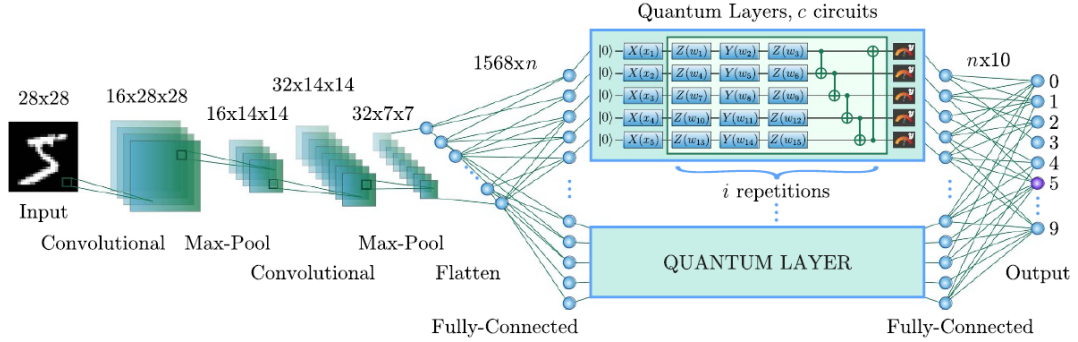 Quantum Layers, c circuits
1568xn
nx10
|0⟩ X(x₁) Z(w₁) Y(w₂) Z(w₃)
|0⟩ X(x₂) Z(w₄) Y(w₅) Z(w₆)
|0⟩ X(x₃) Z(w₇) Y(w₈) Z(w₉)
|0⟩ X(x₄) Z(w₁₀) Y(w₁₁) Z(w₁₂)
|0⟩ X(x₅) Z(w₁₃) Y(w₁₄) Z(w₁₅)
i repetitions
28x28
16x28x28
16x14x14
32x14x14
32x7x7
Input
Convolutional
Max-Pool
Convolutional
Max-Pool
Flatten
Fully-Connected
QUANTUM LAYER
Fully-Connected
0
1
2
3
4
5
9
Output